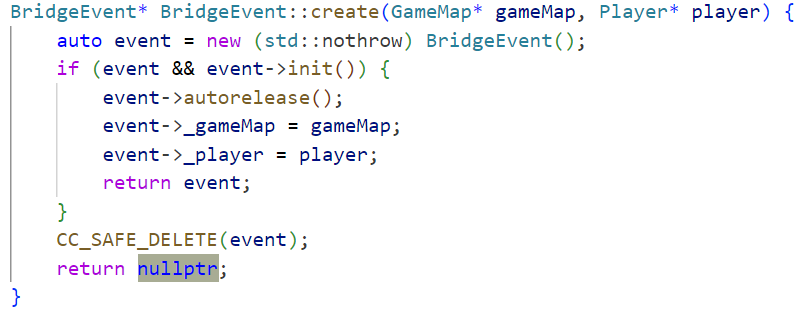 BridgeEvent* BridgeEvent::create(GameMap* gameMap, Player* player) {
    auto event = new (std::nothrow) BridgeEvent();
    if (event && event->init()) {
        event->autorelease();
        event->_gameMap = gameMap;
        event->_player = player;
        return event;
    }
    CC_SAFE_DELETE(event);
    return nullptr;
}